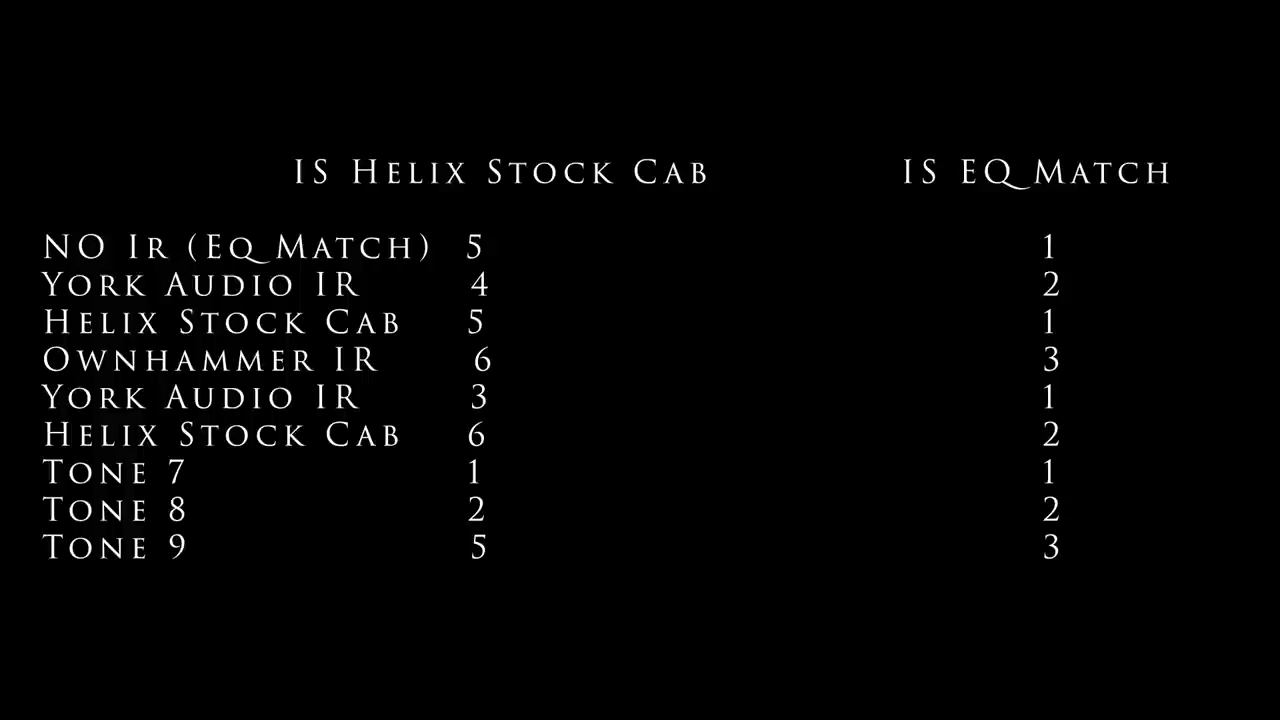 IS Helix Stock Cab IS EQ Match
NO Ir (Eq Match) 5 1
York Audio IR 4 2
Helix Stock Cab 5 1
Ownhammer IR 6 3
York Audio IR 3 1
Helix Stock Cab 6 2
Tone 7 1 1
Tone 8 2 2
Tone 9 5 3